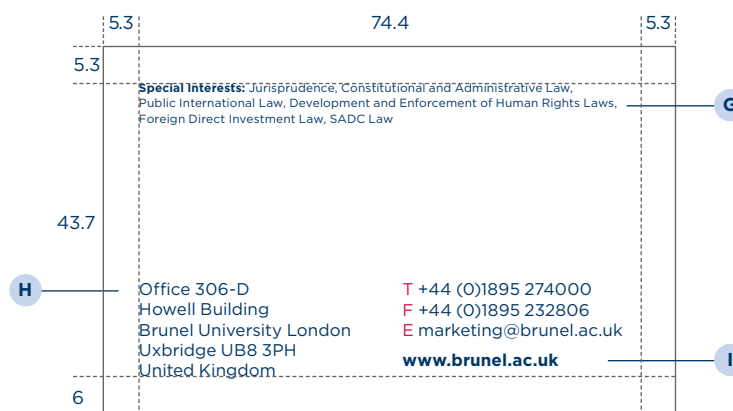 5.3 74.4 5.3
5.3
Special Interests: Jurisprudence, Constitutional and Administrative Law,
Public International Law, Development and Enforcement of Human Rights Laws,
Foreign Direct Investment Law, SADC Law
G
43.7
H
Office 306-D
Howell Building
Brunel University London
Uxbridge UB8 3PH
United Kingdom
T +44 (0)1895 274000
F +44 (0)1895 232806
E marketing@brunel.ac.uk
www.brunel.ac.uk
I
6